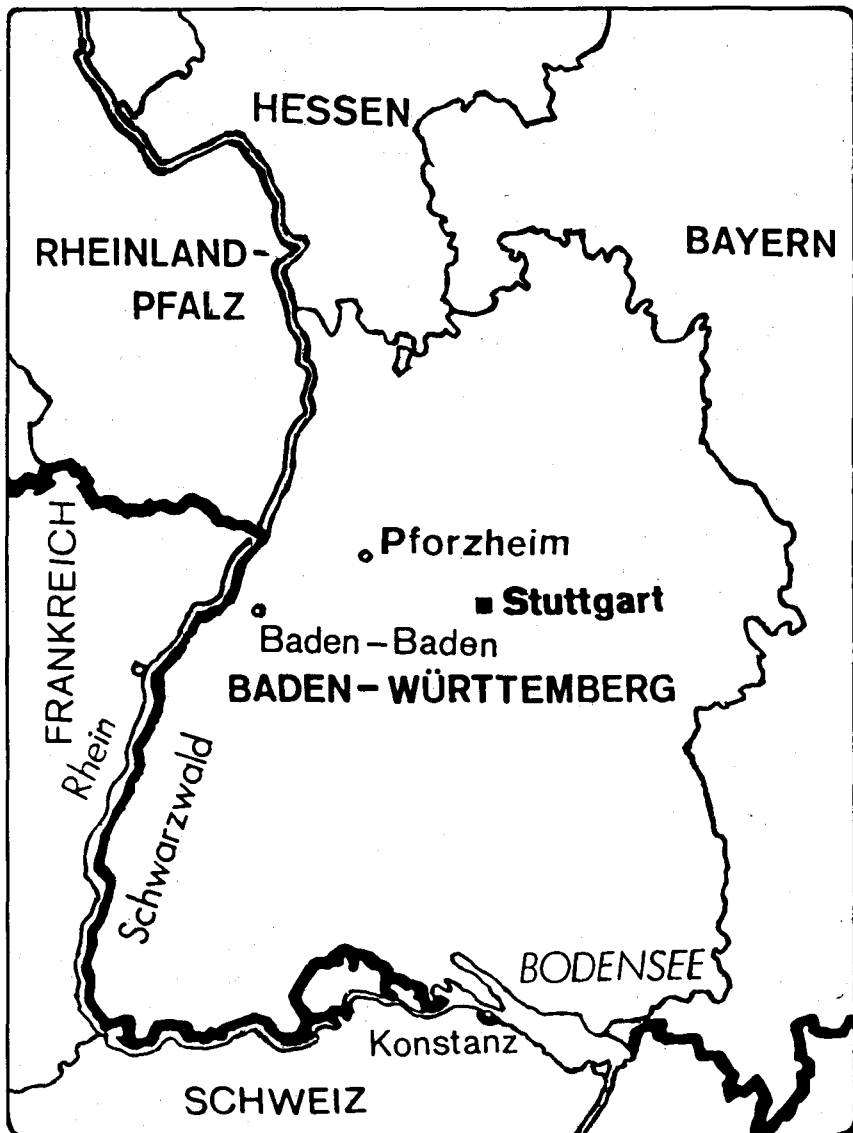 HESSEN
RHEINLAND-
PFALZ
BAYERN
FRANKREICH
Pforzheim
Stuttgart
Baden-Baden
BADEN-WÜRTTEMBERG
Rhein
Schwarzwald
BODENSEE
Konstanz
SCHWEIZ